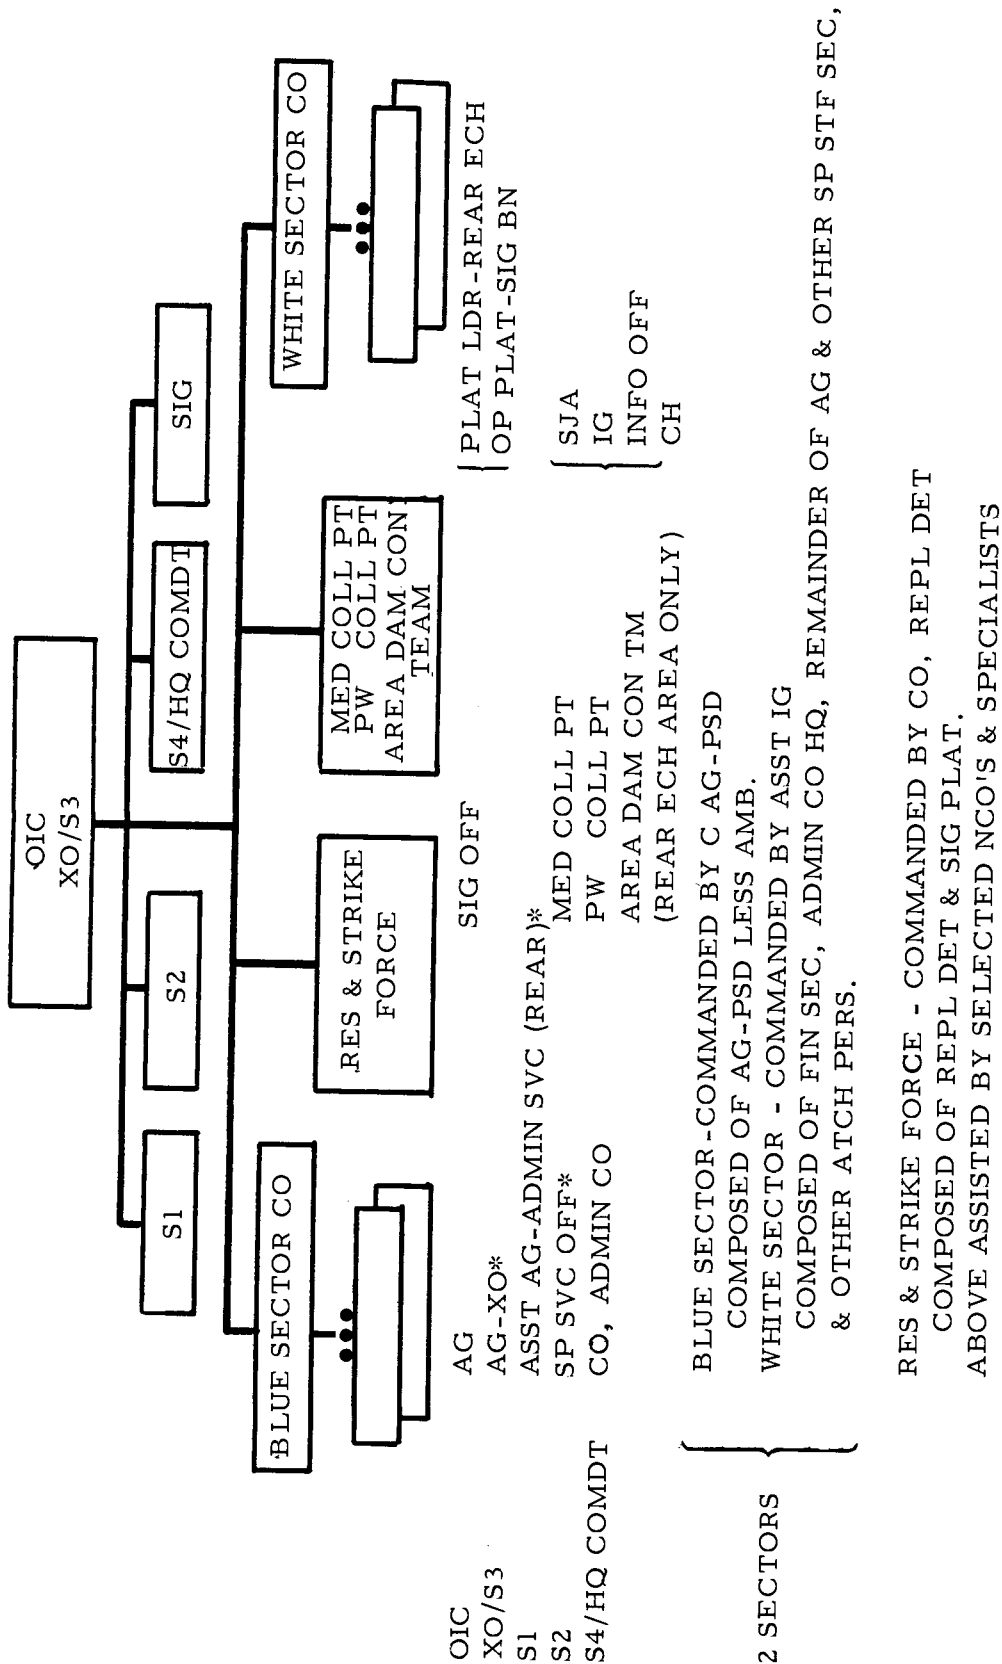 OIC
XO/S3
S1
S2
S4/HQ COMDT
SIG
BLUE SECTOR CO
RES & STRIKE
FORCE
MED COLL PT
PW COLL PT
AREA DAM CON
TEAM
WHITE SECTOR CO
OIC
AG
SIG OFF
PLAT LDR-REAR ECH
XO/S3
AG-XO*
OP PLAT-SIG BN
S1
ASST AG-ADMIN SVC (REAR)*
S2
SP SVC OFF*
MED COLL PT
SJA
S4/HQ COMDT
CO, ADMIN CO
PW COLL PT
IG
AREA DAM CON TM
INFO OFF
(REAR ECH AREA ONLY)
CH
2 SECTORS
BLUE SECTOR-COMMANDED BY C AG-PSD
COMPOSED OF AG-PSD LESS AMB.
WHITE SECTOR - COMMANDED BY ASST IG
COMPOSED OF FIN SEC, ADMIN CO HQ, REMAINDER OF AG & OTHER SP STF SEC,
& OTHER ATCH PERS.
RES & STRIKE FORCE - COMMANDED BY CO, REPL DET
COMPOSED OF REPL DET & SIG PLAT.
ABOVE ASSISTED BY SELECTED NCO'S & SPECIALISTS